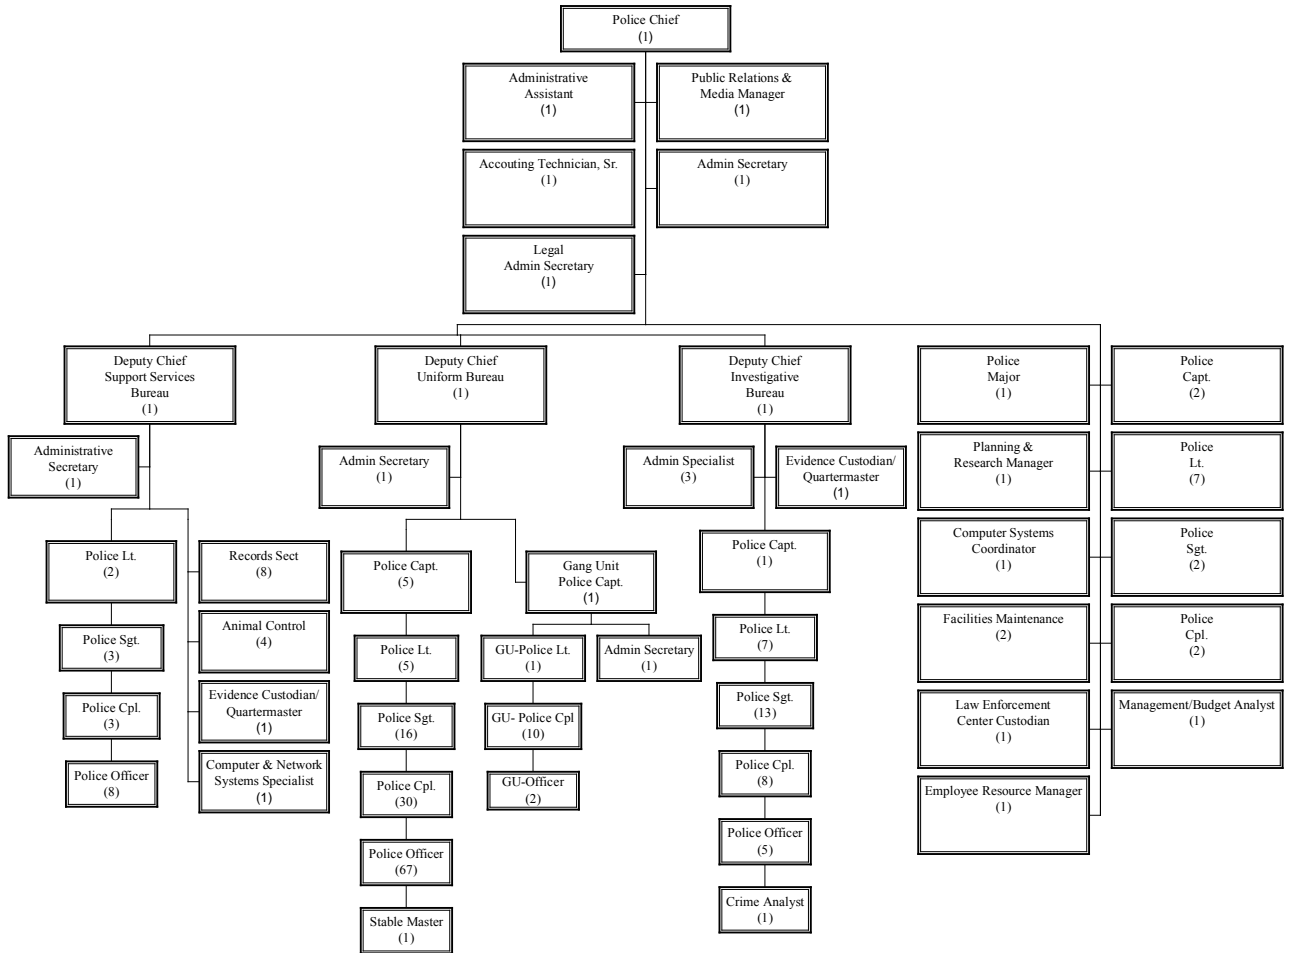 Police Chief
(1)
Administrative
Assistant
(1)
Public Relations &
Media Manager
(1)
Accouting Technician, Sr.
(1)
Admin Secretary
(1)
Legal
Admin Secretary
(1)
Deputy Chief
Support Services
Bureau
(1)
Administrative
Secretary
(1)
Police Lt.
(2)
Police Sgt.
(3)
Police Cpl.
(3)
Police Officer
(8)
Records Sect
(8)
Animal Control
(4)
Evidence Custodian/
Quartermaster
(1)
Computer & Network
Systems Specialist
(1)
Deputy Chief
Uniform Bureau
(1)
Admin Secretary
(1)
Police Capt.
(5)
Police Lt.
(5)
Police Sgt.
(16)
Police Cpl.
(30)
Police Officer
(67)
Stable Master
(1)
Gang Unit
Police Capt.
(1)
GU-Police Lt.
(1)
Admin Secretary
(1)
GU- Police Cpl
(10)
GU-Officer
(2)
Deputy Chief
Investigative
Bureau
(1)
Admin Specialist
(3)
Evidence Custodian/
Quartermaster
(1)
Police Capt.
(1)
Police Lt.
(7)
Police Sgt.
(13)
Police Cpl.
(8)
Police Officer
(5)
Crime Analyst
(1)
Police
Major
(1)
Police
Capt.
(2)
Planning &
Research Manager
(1)
Police
Lt.
(7)
Computer Systems
Coordinator
(1)
Police
Sgt.
(2)
Facilities Maintenance
(2)
Police
Cpl.
(2)
Law Enforcement
Center Custodian
(1)
Management/Budget Analyst
(1)
Employee Resource Manager
(1)